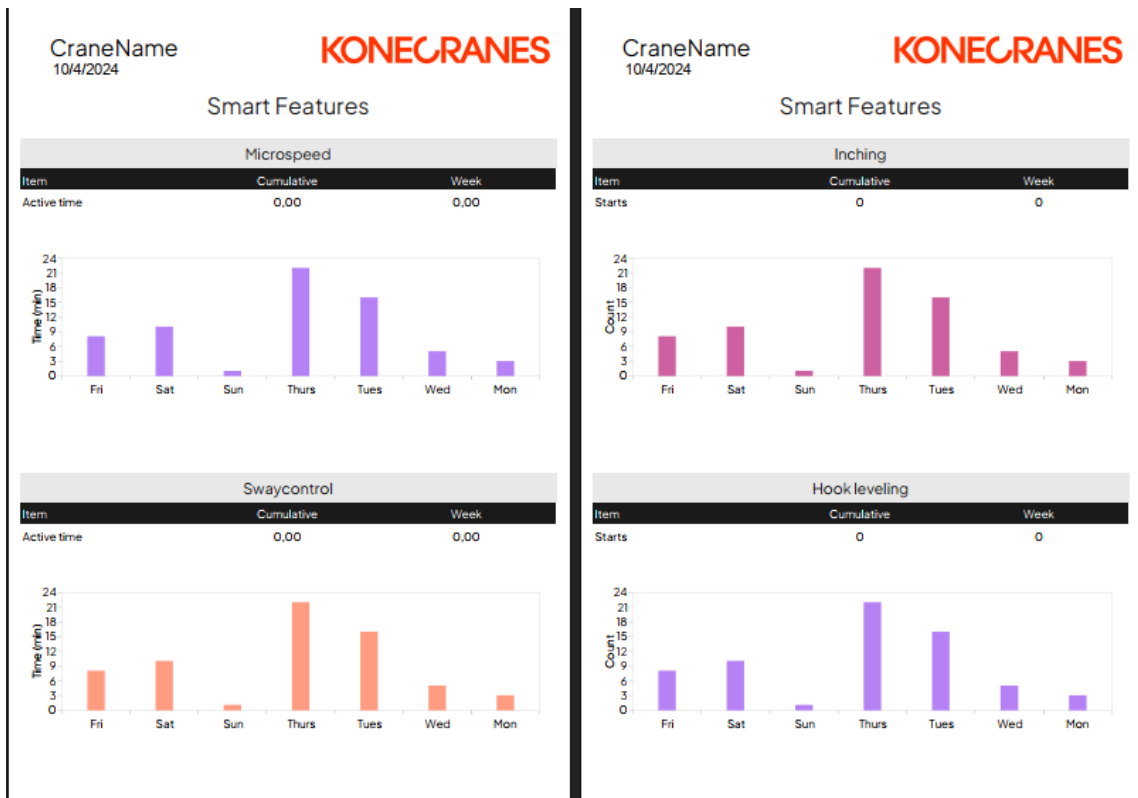 CraneName
10/4/2024
KONECRANES
Smart Features
Microspeed
Item Cumulative Week
Active time 0,00 0,00
24
21
18
15
12
9
6
3
0
Time (min)
Fri Sat Sun Thurs Tues Wed Mon
Swaycontrol
Item Cumulative Week
Active time 0,00 0,00
24
21
18
15
12
9
6
3
0
Time (min)
Fri Sat Sun Thurs Tues Wed Mon
CraneName
10/4/2024
KONECRANES
Smart Features
Inching
Item Cumulative Week
Starts 0 0
24
21
18
15
12
9
6
3
0
Count
Fri Sat Sun Thurs Tues Wed Mon
Hook leveling
Item Cumulative Week
Starts 0 0
24
21
18
15
12
9
6
3
0
Count
Fri Sat Sun Thurs Tues Wed Mon